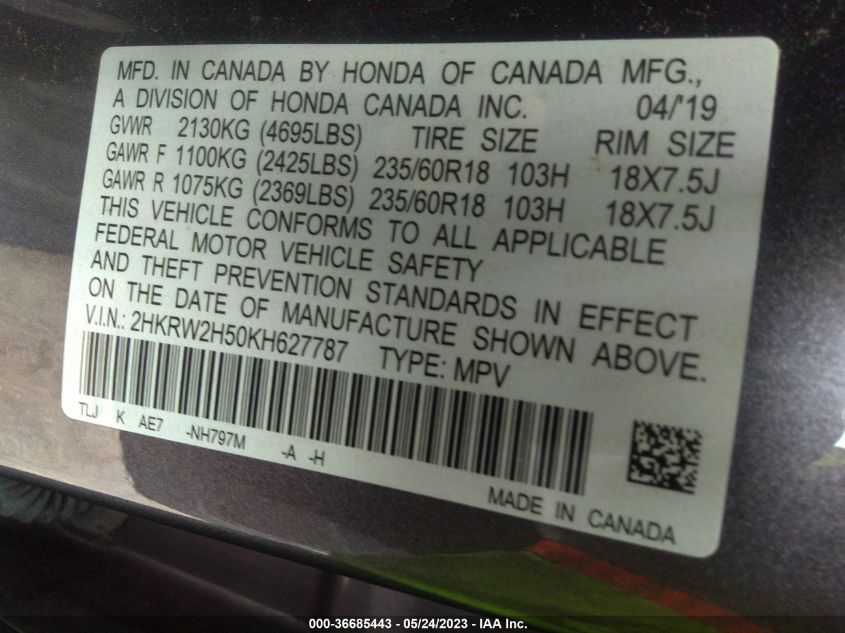 MFD. IN CANADA BY HONDA OF CANADA MFG.,
A DIVISION OF HONDA CANADA INC. 04/'19
GVWR 2130KG (4695LBS) TIRE SIZE RIM SIZE
GAWR F 1100KG (2425LBS) 235/60R18 103H 18X7.5J
GAWR R 1075KG (2369LBS) 235/60R18 103H 18X7.5J
THIS VEHICLE CONFORMS TO ALL APPLICABLE
FEDERAL MOTOR VEHICLE SAFETY
AND THEFT PREVENTION STANDARDS IN EFFECT
ON THE DATE OF MANUFACTURE SHOWN ABOVE.
V.I.N.: 2HKRW2H50KH627787 TYPE: MPV
TLJ K AE7 -NH797M -A -H
MADE IN CANADA
000-36685443 - 05/24/2023 - IAA Inc.